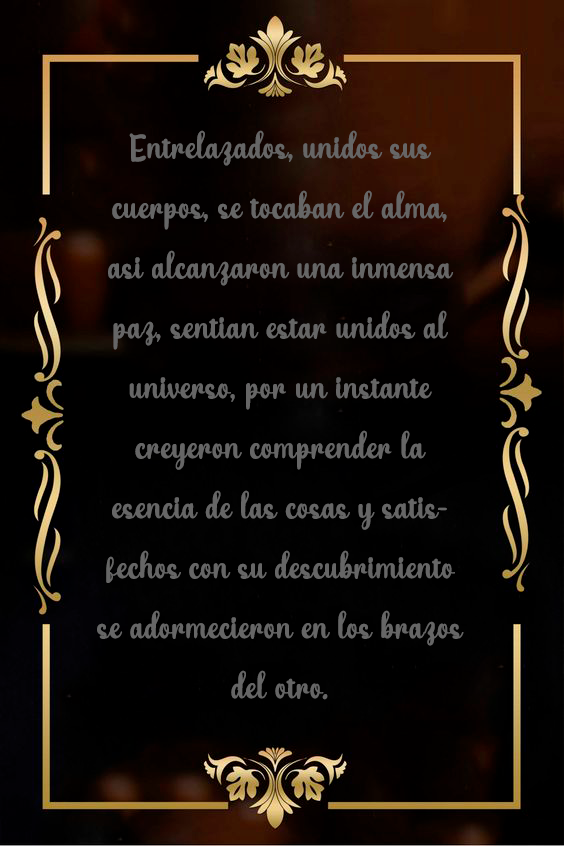 Entrelazados, unidos sus
cuerpos, se tocaban el alma,
asi alcanzaron una inmensa
paz, sentian estar unidos al
universo, por un instante
creyeron comprender la
esencia de las cosas y satis-
fechos con su descubrimiento
se adormecieron en los brazos
del otro.